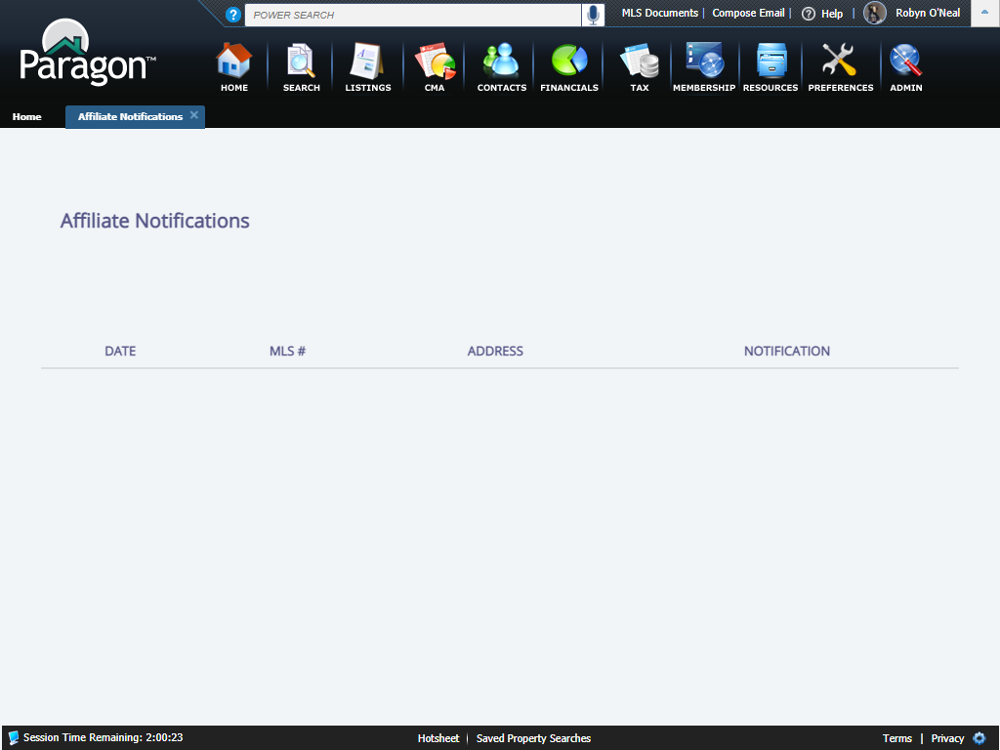 ? POWER SEARCH MLS Documents | Compose Email | ? Help | Robyn O'Neal
Paragon™
HOME SEARCH LISTINGS CMA CONTACTS FINANCIALS TAX MEMBERSHIP RESOURCES PREFERENCES ADMIN
Home Affiliate Notifications ×
Affiliate Notifications
DATE MLS # ADDRESS NOTIFICATION
Session Time Remaining: 2:00:23 Hotsheet | Saved Property Searches Terms | Privacy